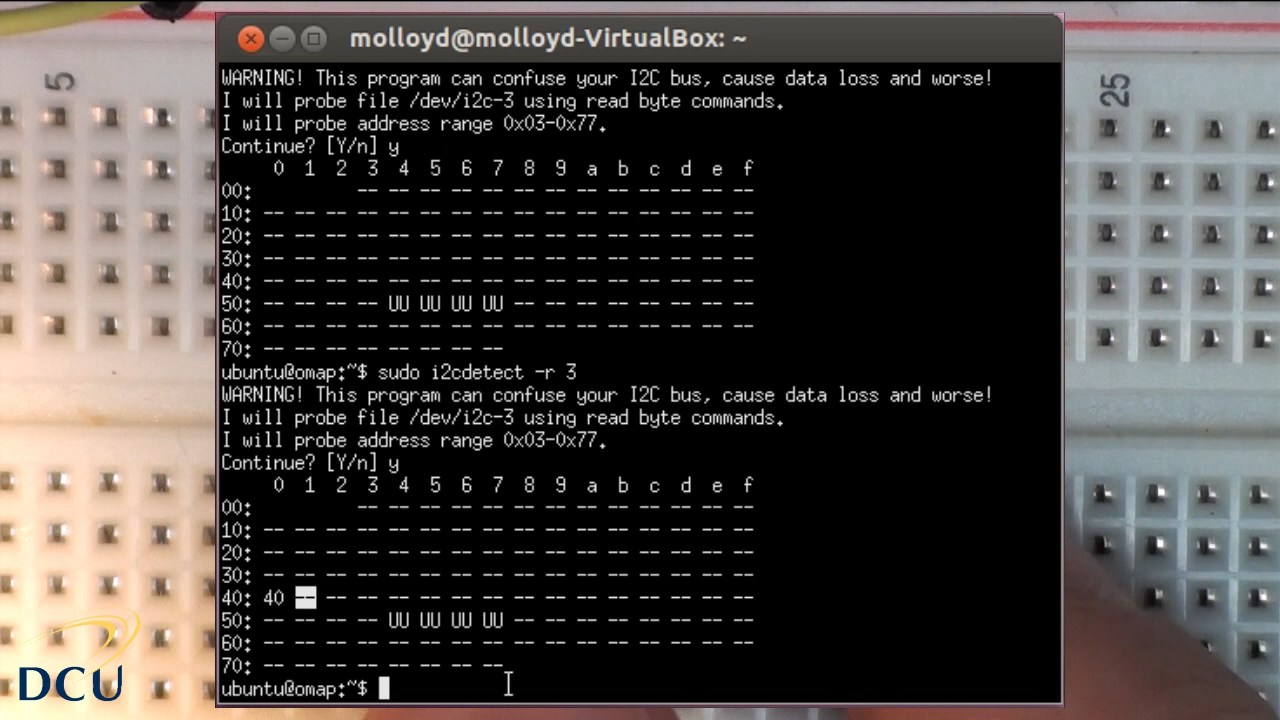 molloyd@molloyd-VirtualBox: ~
WARNING! This program can confuse your I2C bus, cause data loss and worse!
I will probe file /dev/i2c-3 using read byte commands.
I will probe address range 0x03-0x77.
Continue? [Y/n] y
     0  1  2  3  4  5  6  7  8  9  a  b  c  d  e  f
00:          -- -- -- -- -- -- -- -- -- -- -- -- --
10: -- -- -- -- -- -- -- -- -- -- -- -- -- -- -- --
20: -- -- -- -- -- -- -- -- -- -- -- -- -- -- -- --
30: -- -- -- -- -- -- -- -- -- -- -- -- -- -- -- --
40: -- -- -- -- -- -- -- -- -- -- -- -- -- -- -- --
50: -- -- -- -- UU UU UU UU -- -- -- -- -- -- -- --
60: -- -- -- -- -- -- -- -- -- -- -- -- -- -- -- --
70: -- -- -- -- -- -- -- --
ubuntu@omap:~$ sudo i2cdetect -r 3
WARNING! This program can confuse your I2C bus, cause data loss and worse!
I will probe file /dev/i2c-3 using read byte commands.
I will probe address range 0x03-0x77.
Continue? [Y/n] y
     0  1  2  3  4  5  6  7  8  9  a  b  c  d  e  f
00:          -- -- -- -- -- -- -- -- -- -- -- -- --
10: -- -- -- -- -- -- -- -- -- -- -- -- -- -- -- --
20: -- -- -- -- -- -- -- -- -- -- -- -- -- -- -- --
30: -- -- -- -- -- -- -- -- -- -- -- -- -- -- -- --
40: 40 -- -- -- -- -- -- -- -- -- -- -- -- -- -- --
50: -- -- -- -- UU UU UU UU -- -- -- -- -- -- -- --
60: -- -- -- -- -- -- -- -- -- -- -- -- -- -- -- --
70: -- -- -- -- -- -- -- --
ubuntu@omap:~$
5
25
DCU